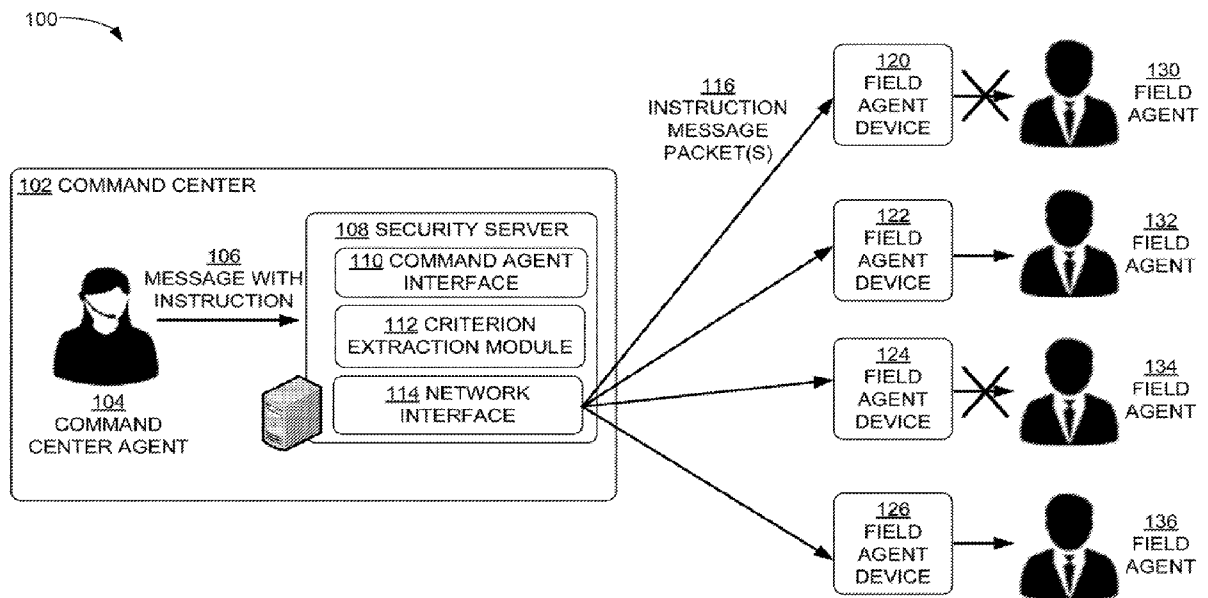 100
102 COMMAND CENTER
106
MESSAGE WITH
INSTRUCTION
104
COMMAND
CENTER AGENT
108 SECURITY SERVER
110 COMMAND AGENT
INTERFACE
112 CRITERION
EXTRACTION MODULE
114 NETWORK
INTERFACE
116
INSTRUCTION
MESSAGE
PACKET(S)
120
FIELD
AGENT
DEVICE
130
FIELD
AGENT
122
FIELD
AGENT
DEVICE
132
FIELD
AGENT
124
FIELD
AGENT
DEVICE
134
FIELD
AGENT
126
FIELD
AGENT
DEVICE
136
FIELD
AGENT